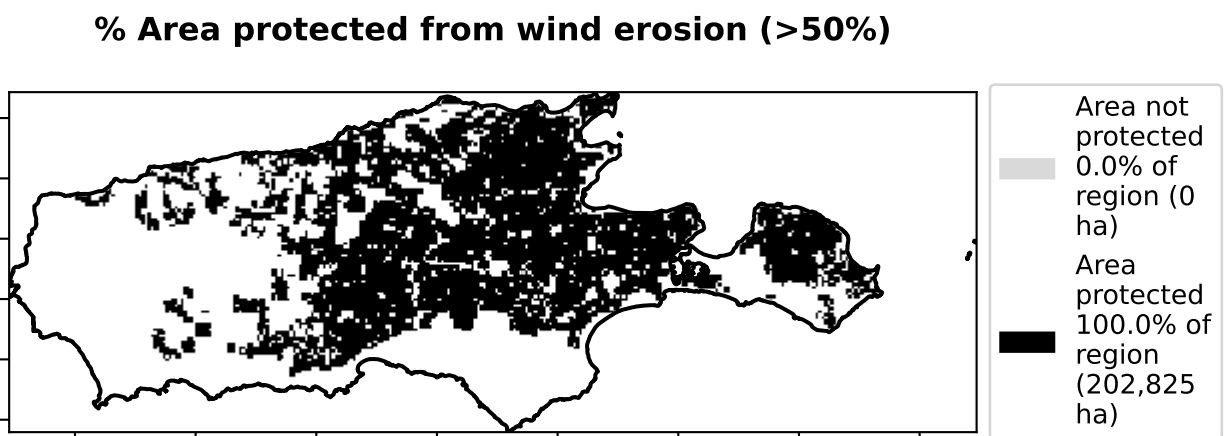 % Area protected from wind erosion (>50%)
Area not
protected
0.0% of
region (0
ha)
Area
protected
100.0% of
region
(202,825
ha)